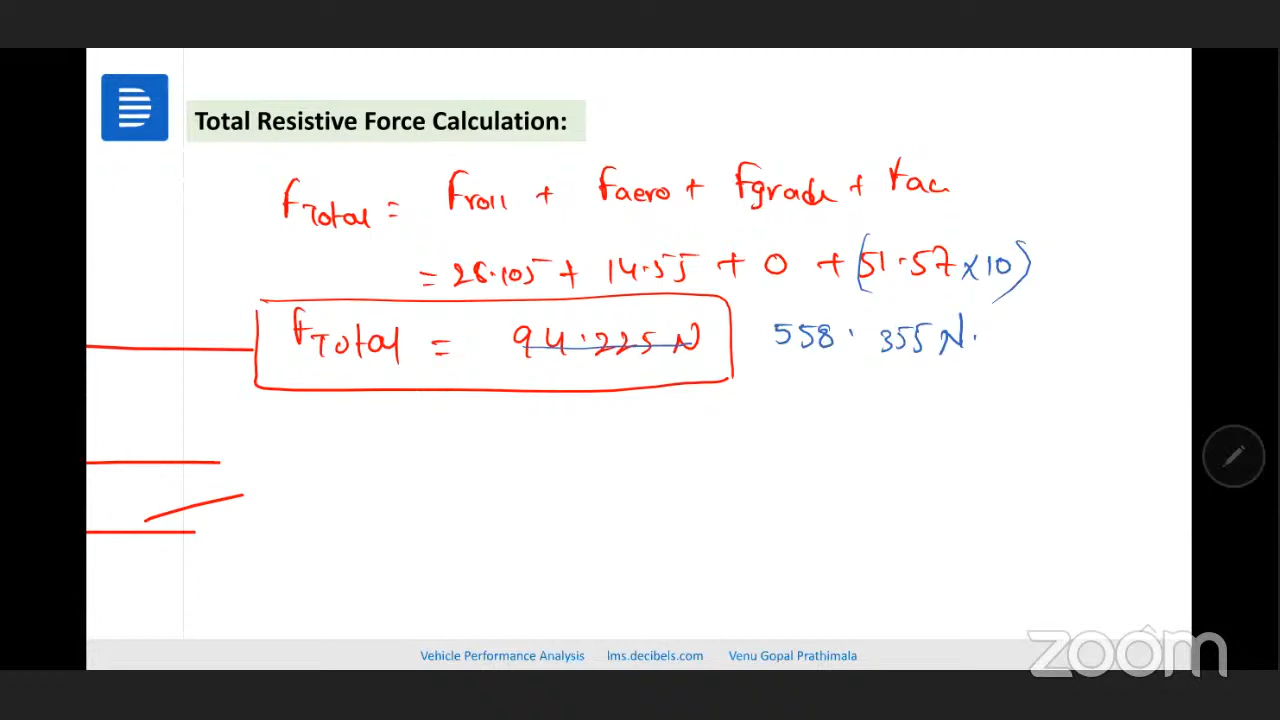 Total Resistive Force Calculation:
FTotal = Froll + Faero + Fgrade + Facc
= 28.105 + 14.55 + 0 + (51.57 x 10)
FTotal = 94.225 N 558.355 N.
Vehicle Performance Analysis lms.decibels.com Venu Gopal Prathimala
zoom